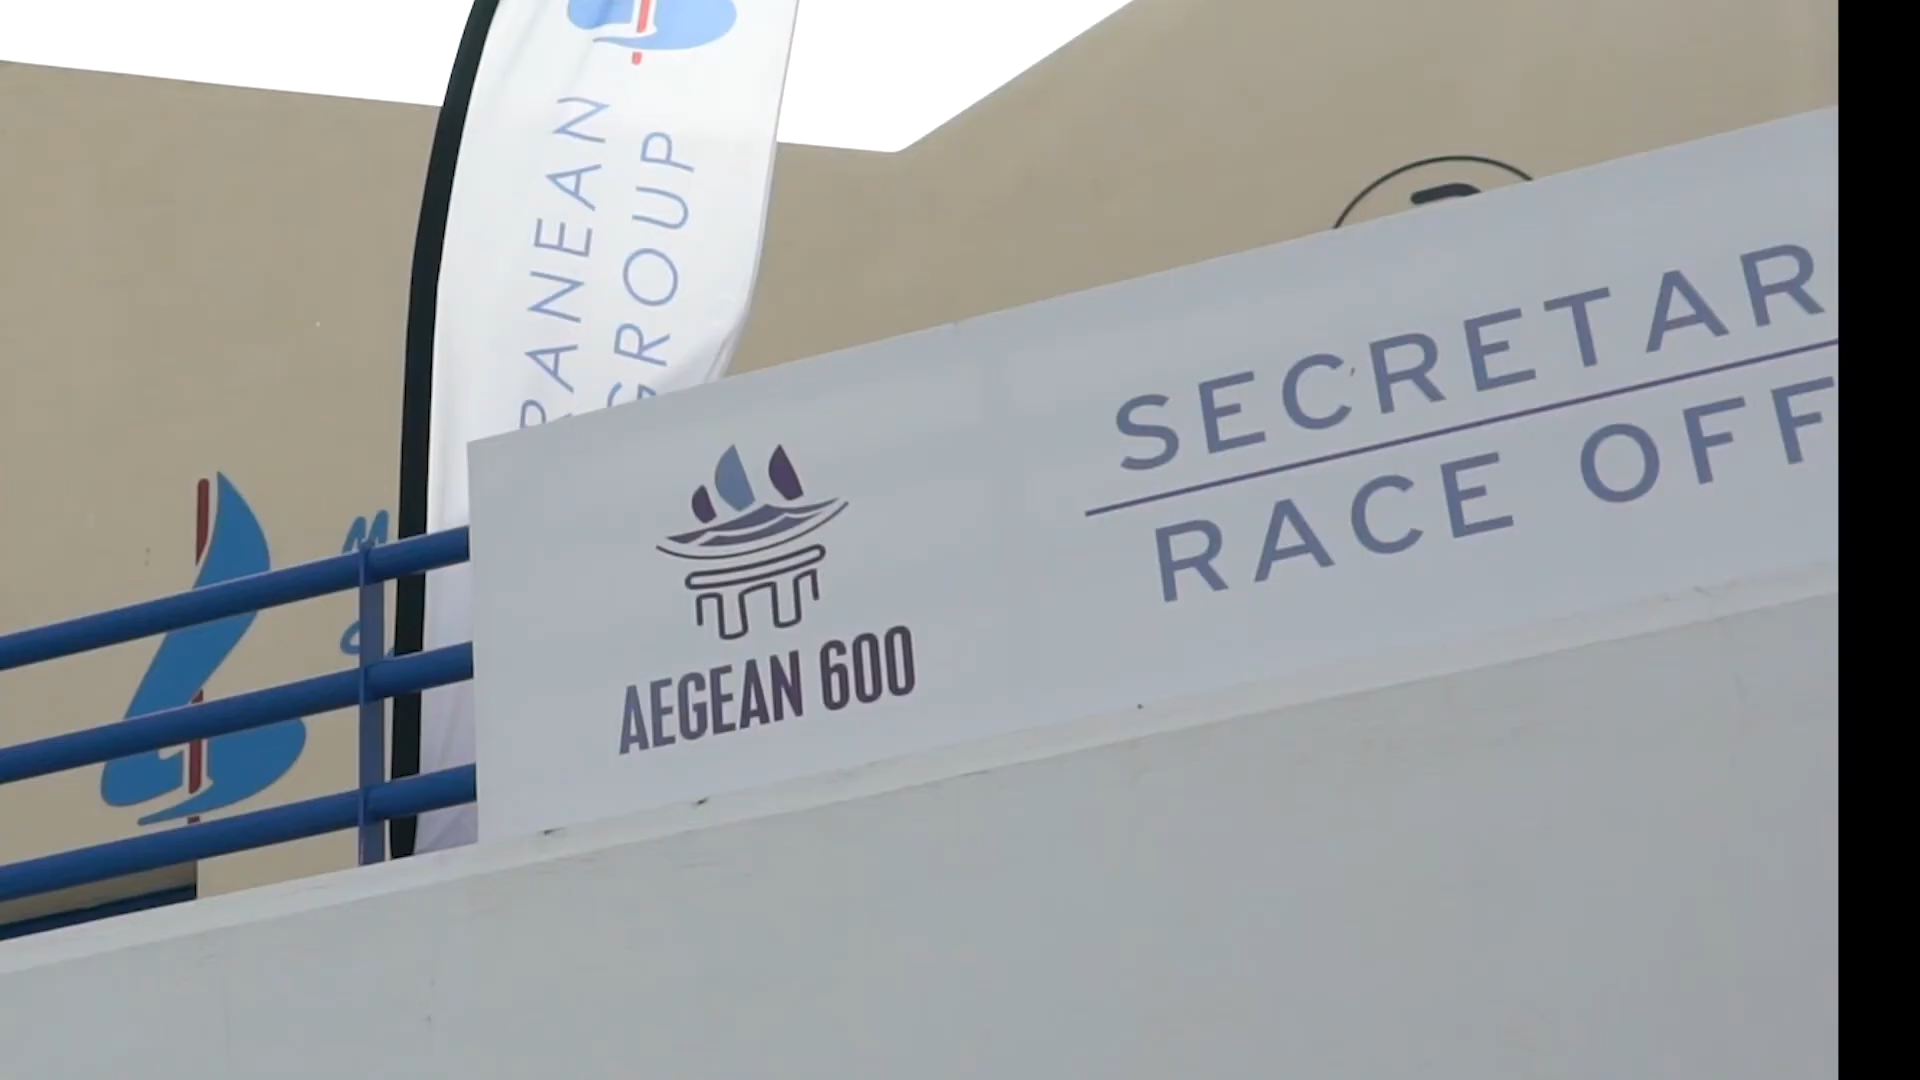 PANEAN
GROUP
SECRETAR
RACE OFF
AEGEAN 600